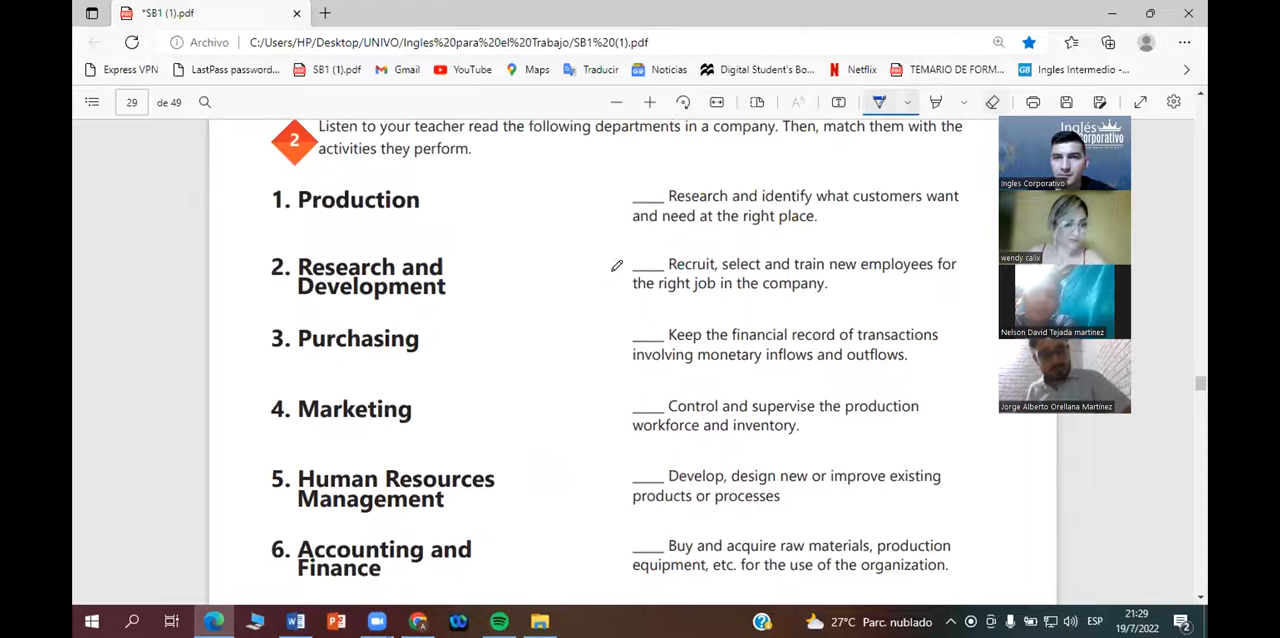 *SB1 (1).pdf
Archivo
C:/Users/HP/Desktop/UNIVO/Ingles%20para%20el%20Trabajo/SB1%20(1).pdf
Express VPN
LastPass password...
SB1 (1).pdf
Gmail
YouTube
Maps
Traducir
Noticias
Digital Student's Bo...
Netflix
TEMARIO DE FORM...
Ingles Intermedio -...
29
de 49
2
Listen to your teacher read the following departments in a company. Then, match them with the
activities they perform.
1. Production
____ Research and identify what customers want
and need at the right place.
2. Research and
Development
____ Recruit, select and train new employees for
the right job in the company.
3. Purchasing
____ Keep the financial record of transactions
involving monetary inflows and outflows.
4. Marketing
____ Control and supervise the production
workforce and inventory.
5. Human Resources
Management
____ Develop, design new or improve existing
products or processes
6. Accounting and
Finance
____ Buy and acquire raw materials, production
equipment, etc. for the use of the organization.
Inglés
Corporativo
Ingles Corporativo
wendy calix
Nelson David Tejada martinez
Jorge Alberto Orellana Martínez
27°C Parc. nublado
ESP
21:29
19/7/2022
2